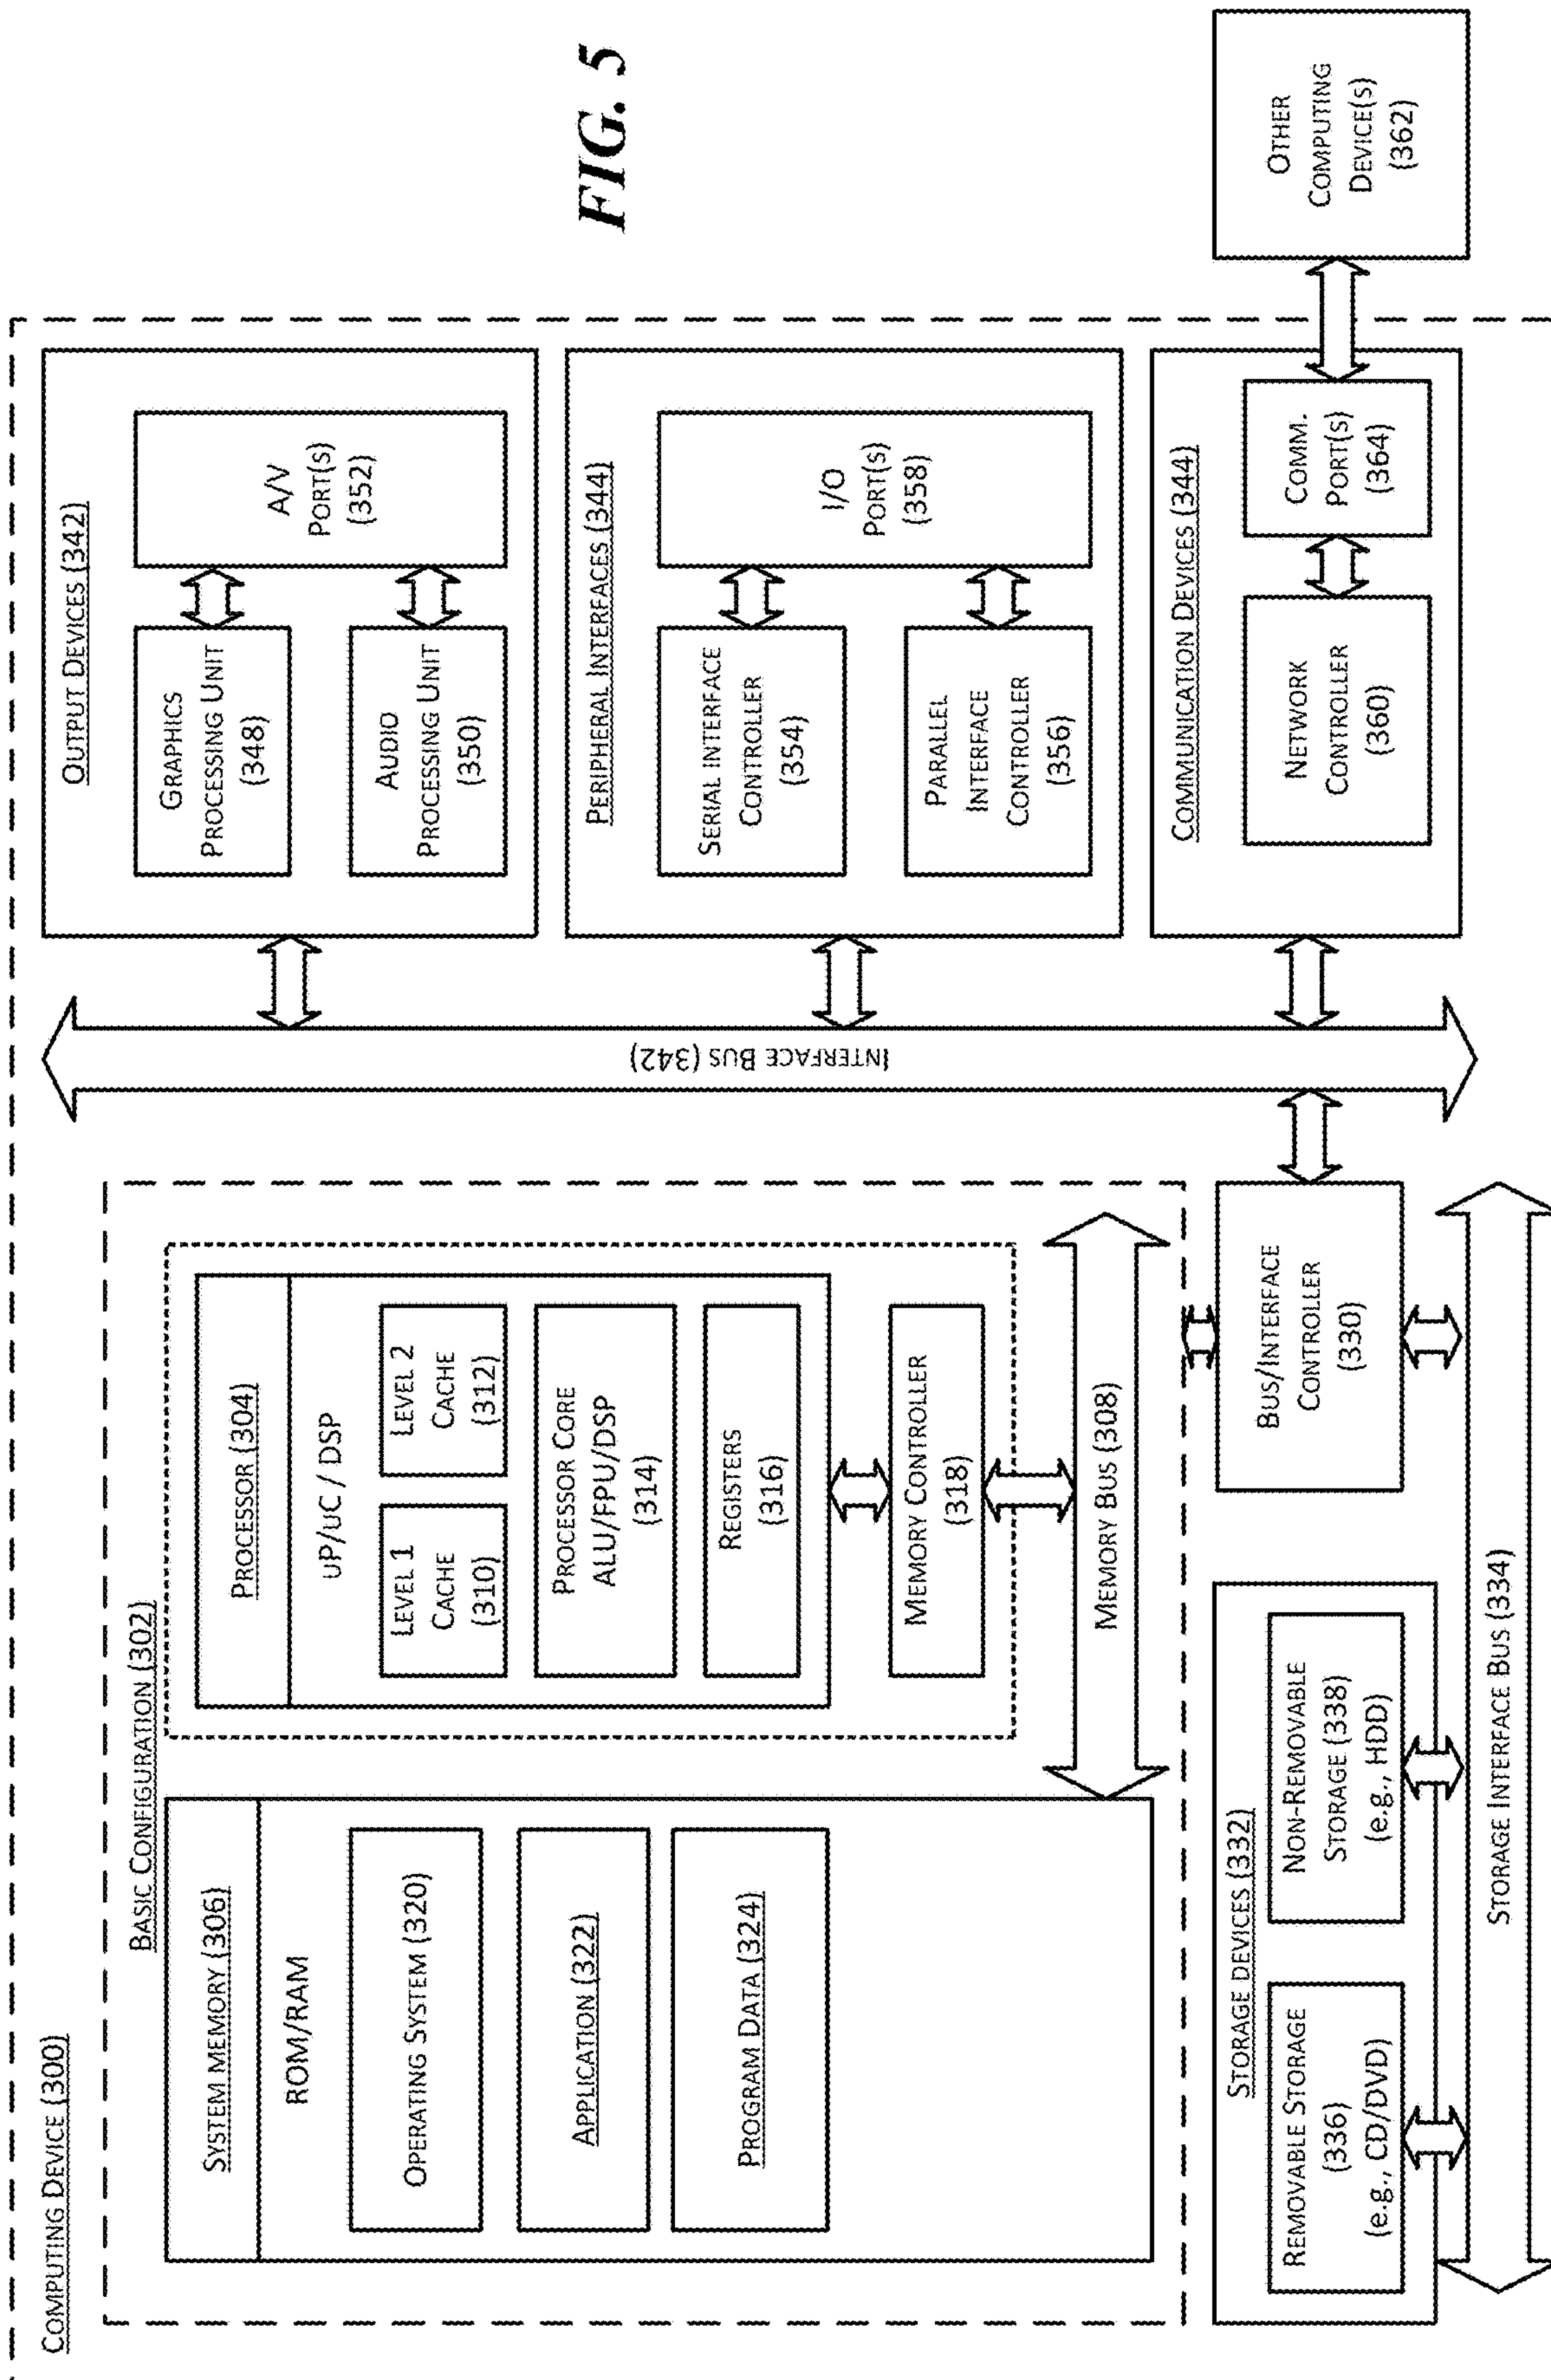 COMPUTING DEVICE (300)
BASIC CONFIGURATION (302)
SYSTEM MEMORY (306)
ROM/RAM
OPERATING SYSTEM (320)
APPLICATION (322)
PROGRAM DATA (324)
PROCESSOR (304)
uP/uC / DSP
LEVEL 1
CACHE
(310)
LEVEL 2
CACHE
(312)
PROCESSOR CORE
ALU/FPU/DSP
(314)
REGISTERS
(316)
MEMORY CONTROLLER
(318)
MEMORY BUS (308)
BUS/INTERFACE
CONTROLLER
(330)
STORAGE DEVICES (332)
REMOVABLE STORAGE
(336)
(e.g., CD/DVD)
NON-REMOVABLE
STORAGE (338)
(e.g., HDD)
STORAGE INTERFACE BUS (334)
INTERFACE BUS (342)
OUTPUT DEVICES (342)
GRAPHICS
PROCESSING UNIT
(348)
AUDIO
PROCESSING UNIT
(350)
A/V
PORT(S)
(352)
PERIPHERAL INTERFACES (344)
SERIAL INTERFACE
CONTROLLER
(354)
PARALLEL
INTERFACE
CONTROLLER
(356)
I/O
PORT(S)
(358)
COMMUNICATION DEVICES (344)
NETWORK
CONTROLLER
(360)
COMM.
PORT(S)
(364)
OTHER
COMPUTING
DEVICE(S)
(362)
FIG. 5